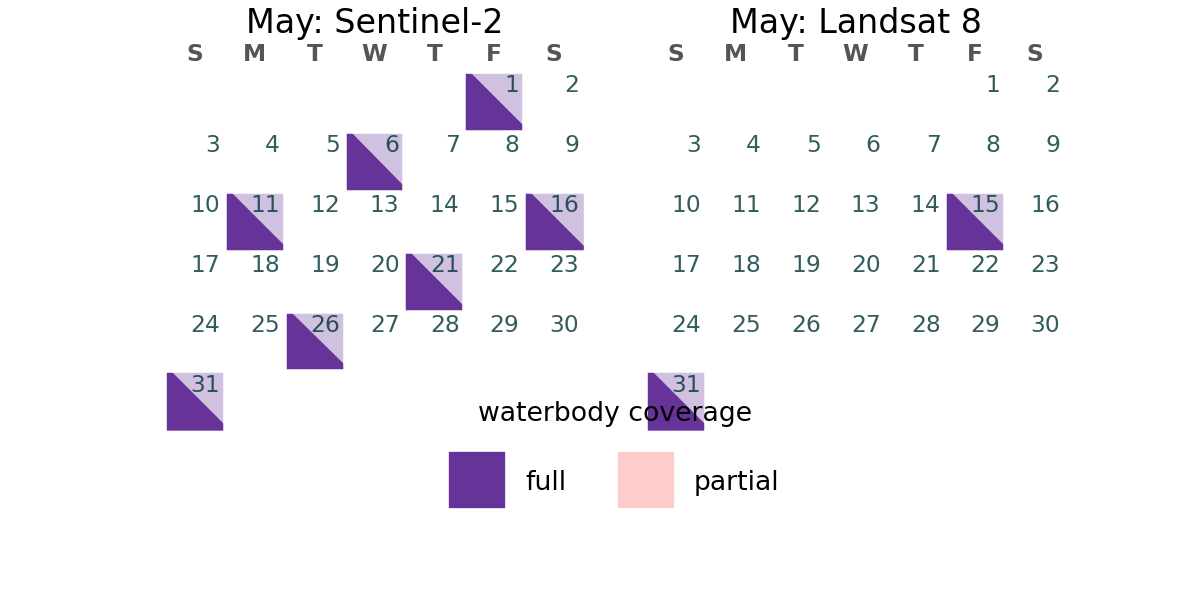 May: Sentinel-2
S M T W T F S
1 2
3 4 5 6 7 8 9
10 11 12 13 14 15 16
17 18 19 20 21 22 23
24 25 26 27 28 29 30
31
May: Landsat 8
S M T W T F S
1 2
3 4 5 6 7 8 9
10 11 12 13 14 15 16
17 18 19 20 21 22 23
24 25 26 27 28 29 30
31
waterbody coverage
full partial